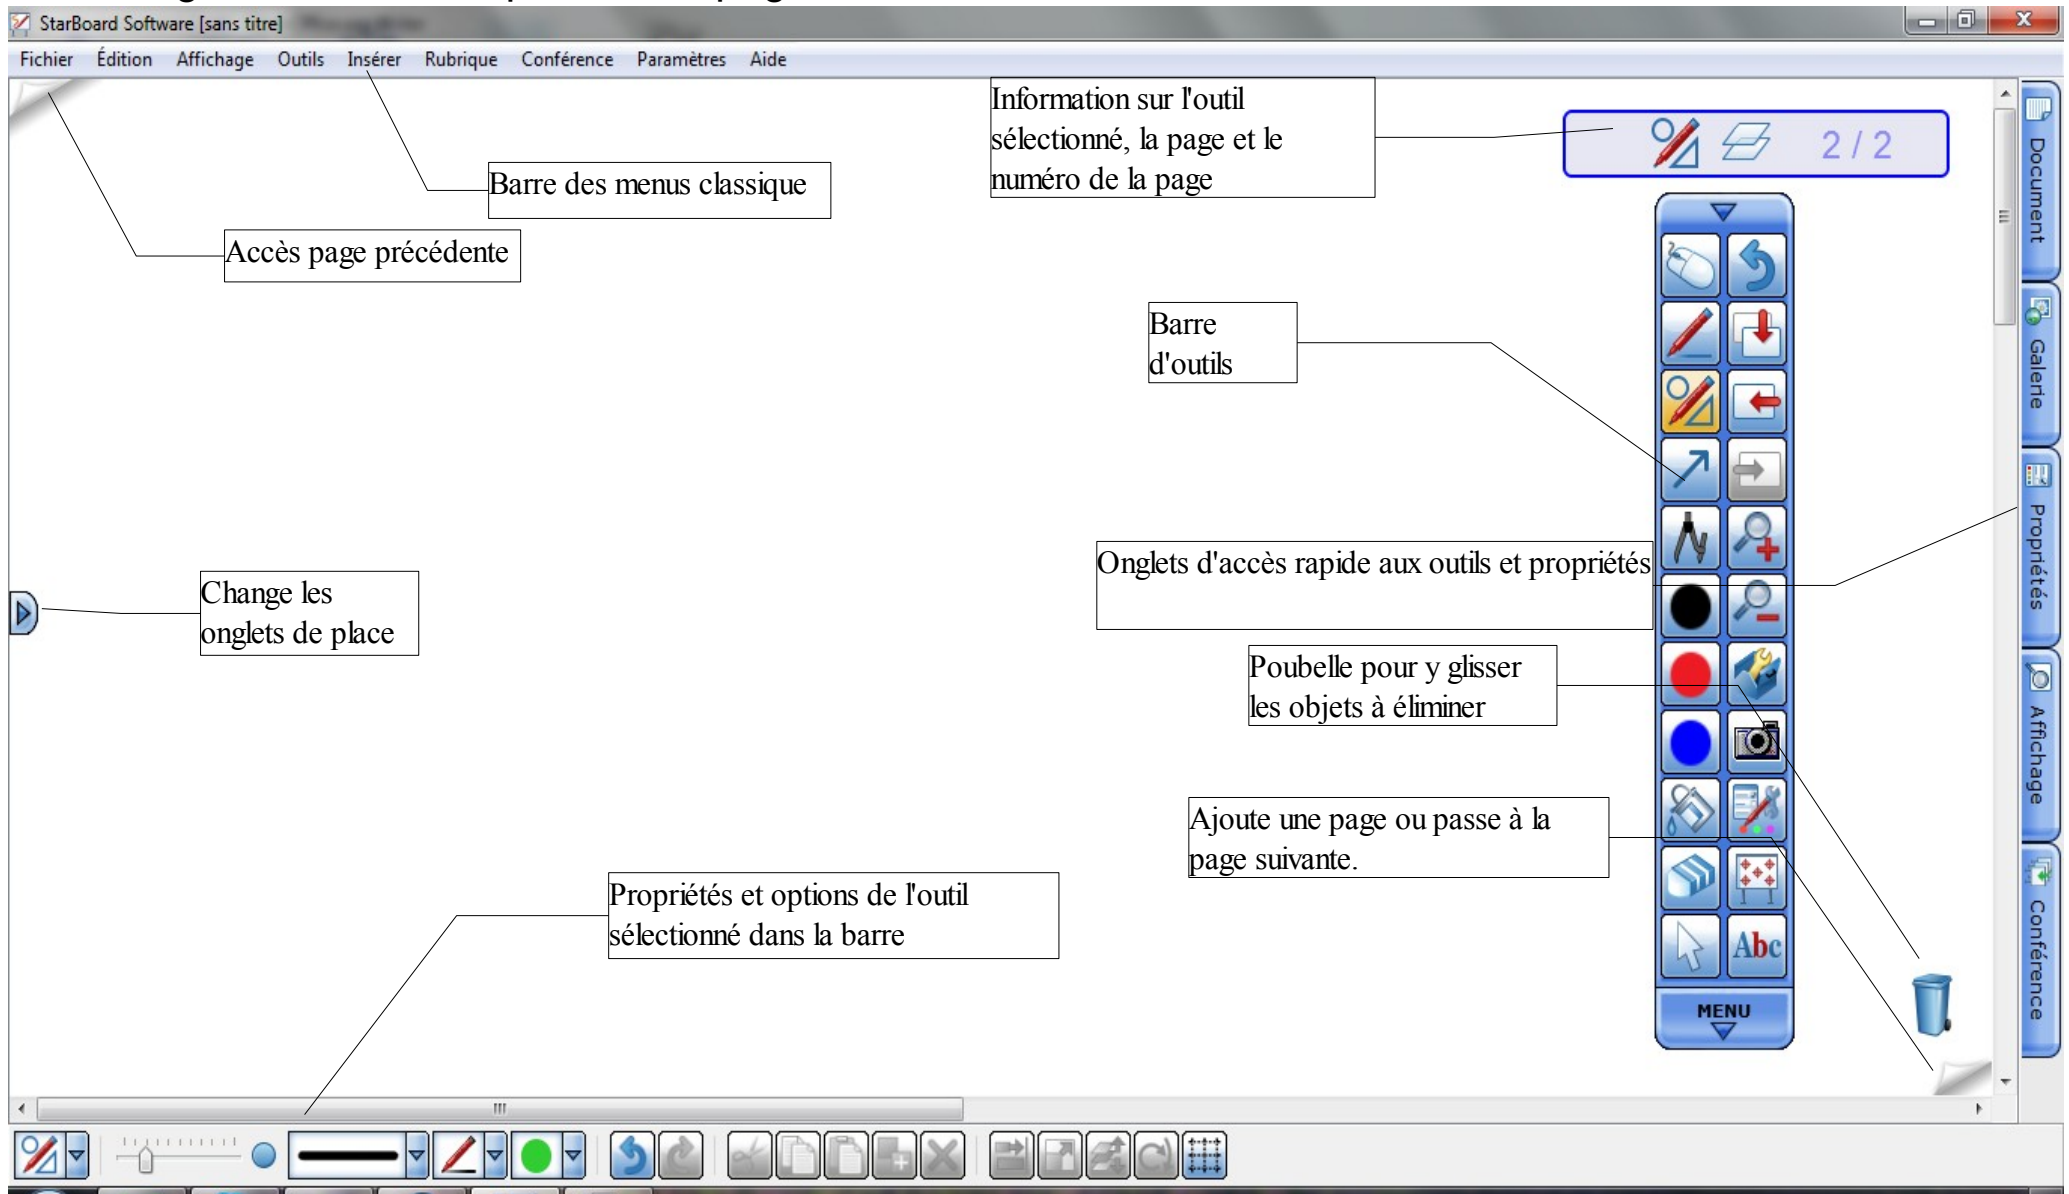 StarBoard Software [sans titre]
Fichier Édition Affichage Outils Insérer Rubrique Conférence Paramètres Aide
Information sur l'outil
sélectionné, la page et le
numéro de la page
2 / 2
Barre des menus classique
Accès page précédente
Barre
d'outils
Onglets d'accès rapide aux outils et propriétés
Change les
onglets de place
Poubelle pour y glisser
les objets à éliminer
Ajoute une page ou passe à la
page suivante.
Propriétés et options de l'outil
sélectionné dans la barre
Abc
MENU
Document
Galerie
Propriétés
Affichage
Conférence